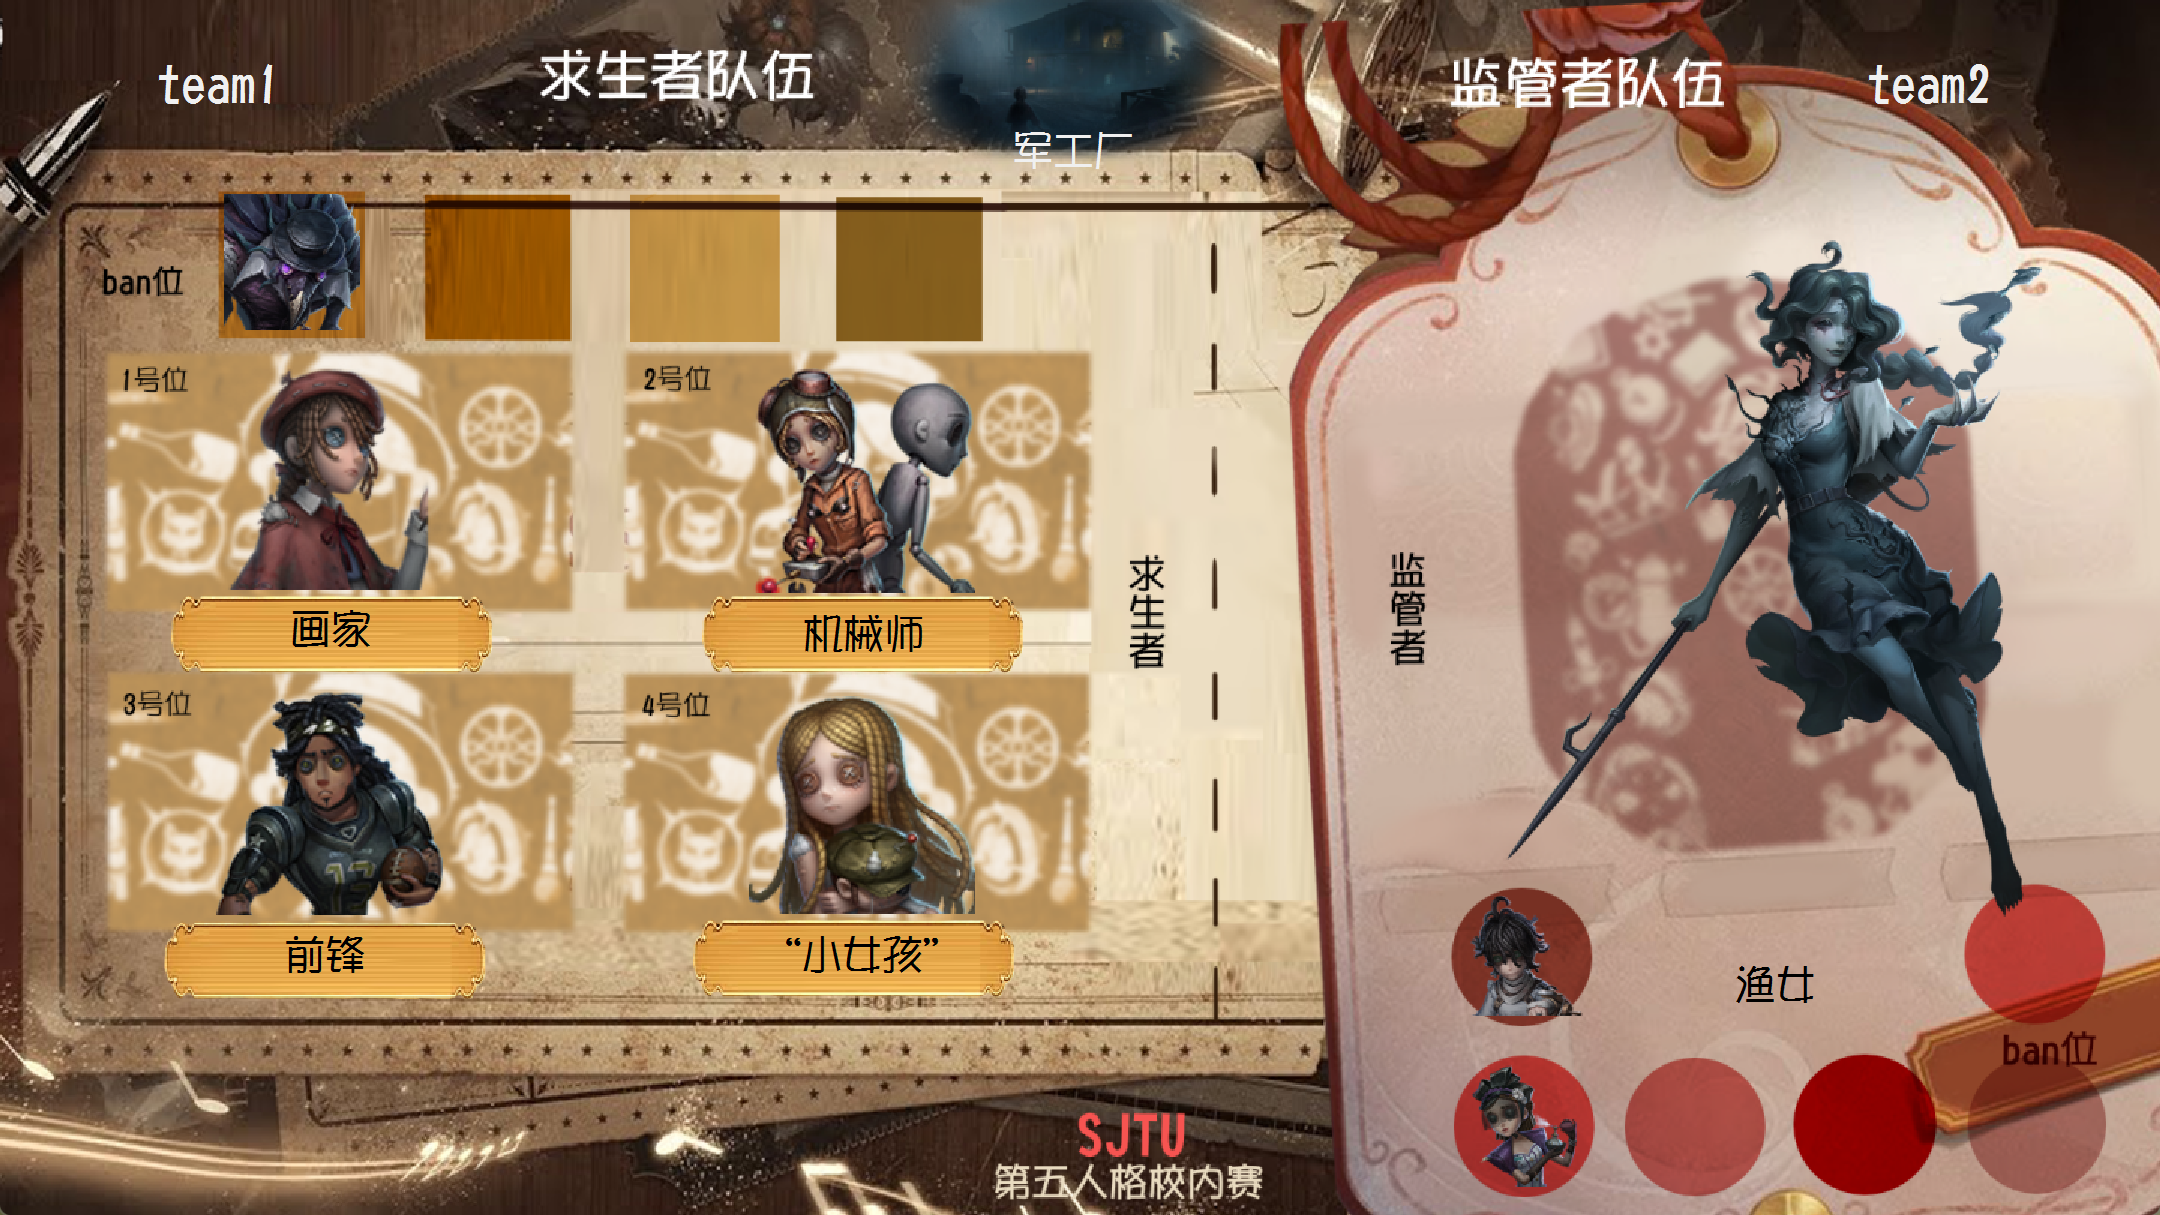 team1
求生者队伍
监管者队伍
team2
军工厂
ban位
1号位
2号位
画家
机械师
求生者
监管者
3号位
4号位
前锋
“小女孩”
渔女
ban位
SJTU
第五人格校内赛